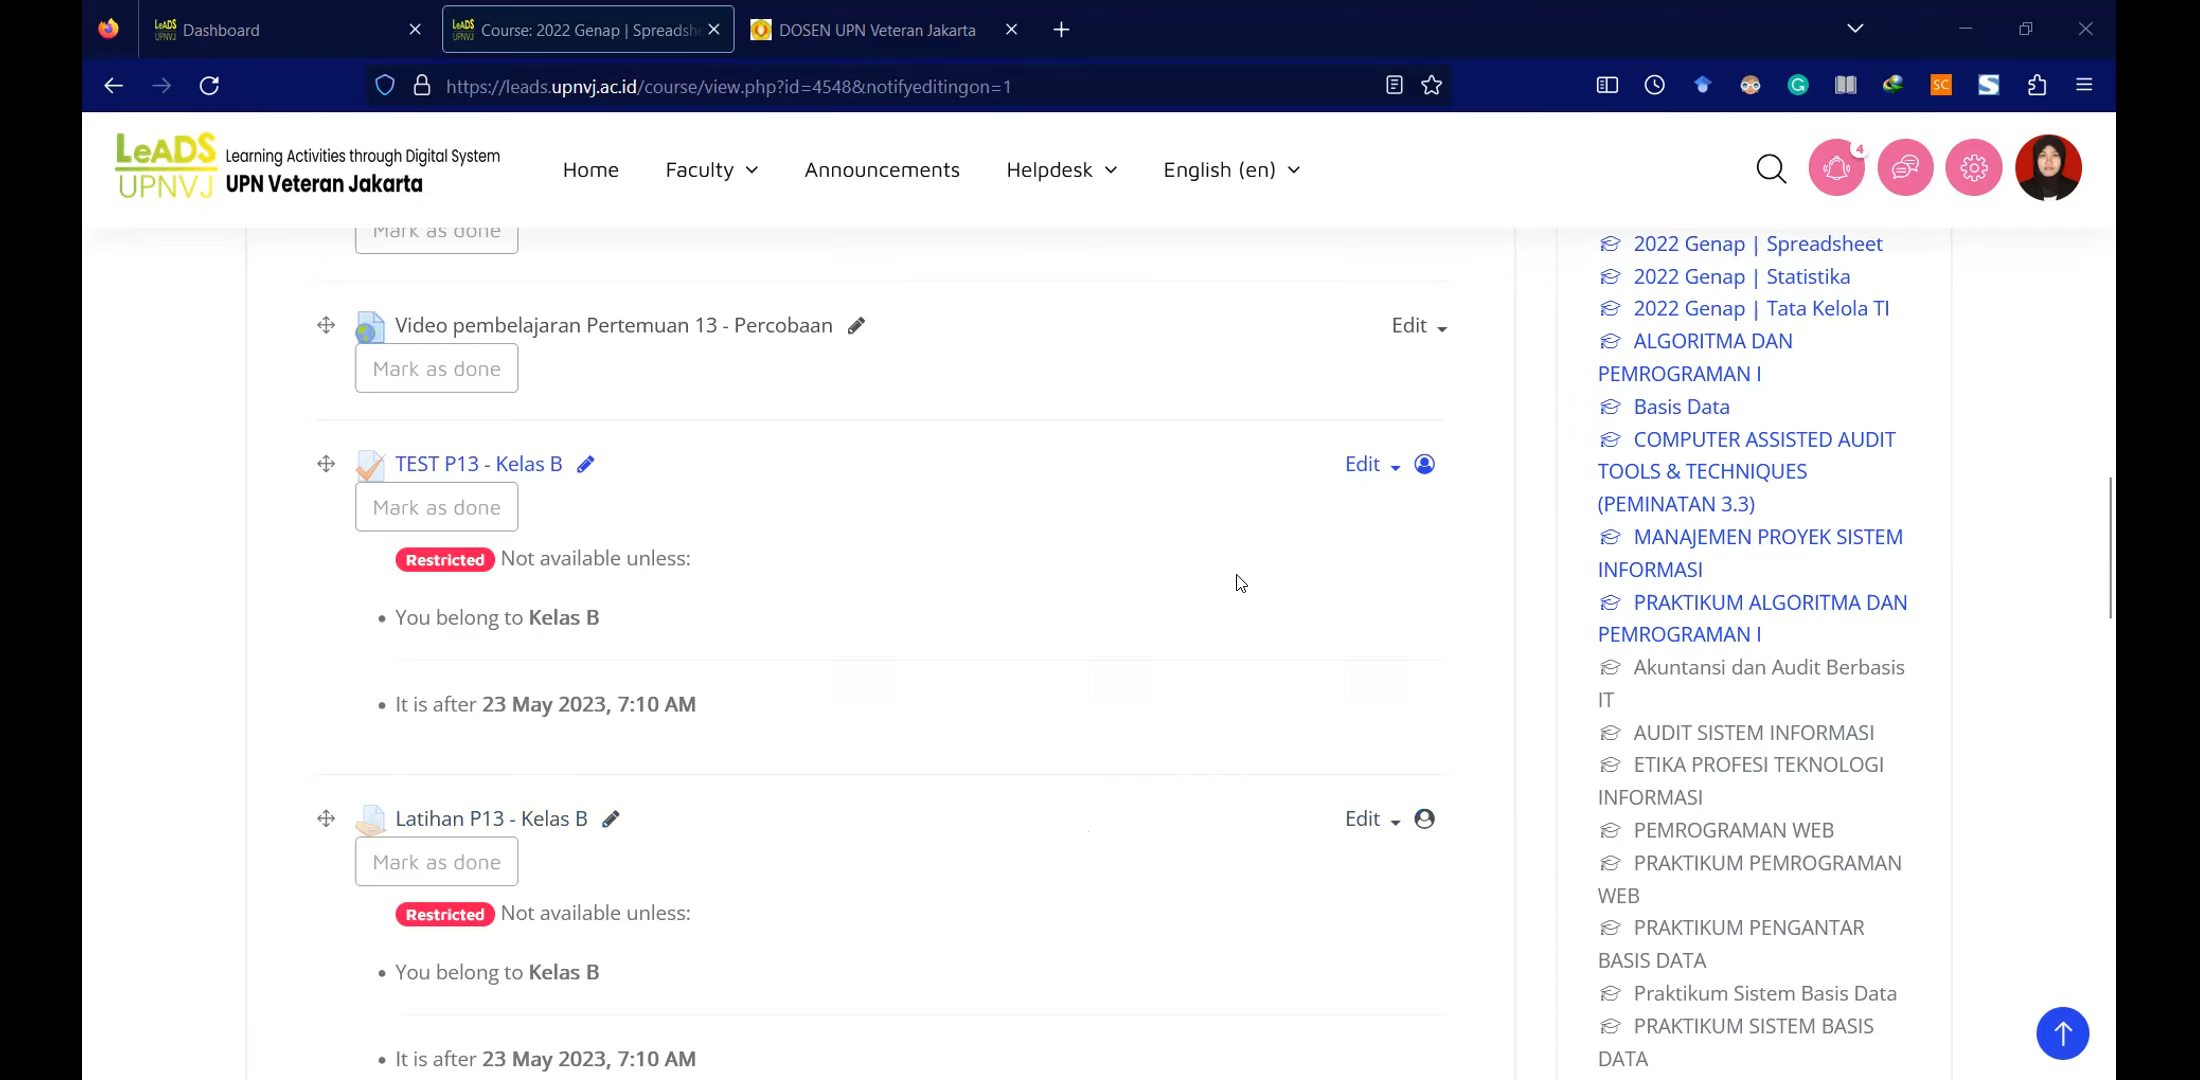 Dashboard
Course: 2022 Genap | Spreadsh
DOSEN UPN Veteran Jakarta
https://leads.upnvj.ac.id/course/view.php?id=4548&notifyeditingon=1
SC
LeADS
UPNVJ
Learning Activities through Digital System
UPN Veteran Jakarta
Home
Faculty
Announcements
Helpdesk
English (en)
4
Mark as done
Video pembelajaran Pertemuan 13 - Percobaan
Edit
Mark as done
TEST P13 - Kelas B
Edit
Mark as done
Restricted Not available unless:
• You belong to Kelas B
• It is after 23 May 2023, 7:10 AM
Latihan P13 - Kelas B
Edit
Mark as done
Restricted Not available unless:
• You belong to Kelas B
• It is after 23 May 2023, 7:10 AM
2022 Genap | Spreadsheet
2022 Genap | Statistika
2022 Genap | Tata Kelola TI
ALGORITMA DAN
PEMROGRAMAN I
Basis Data
COMPUTER ASSISTED AUDIT
TOOLS & TECHNIQUES
(PEMINATAN 3.3)
MANAJEMEN PROYEK SISTEM
INFORMASI
PRAKTIKUM ALGORITMA DAN
PEMROGRAMAN I
Akuntansi dan Audit Berbasis
IT
AUDIT SISTEM INFORMASI
ETIKA PROFESI TEKNOLOGI
INFORMASI
PEMROGRAMAN WEB
PRAKTIKUM PEMROGRAMAN
WEB
PRAKTIKUM PENGANTAR
BASIS DATA
Praktikum Sistem Basis Data
PRAKTIKUM SISTEM BASIS
DATA